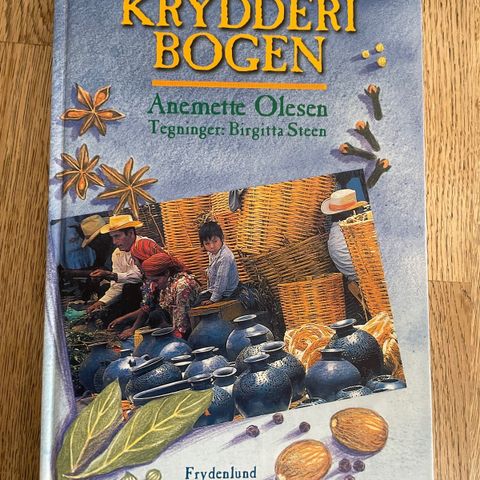 KRYDDERI
BOGEN
Anemette Olesen
Tegninger: Birgitta Steen
Frydenlund